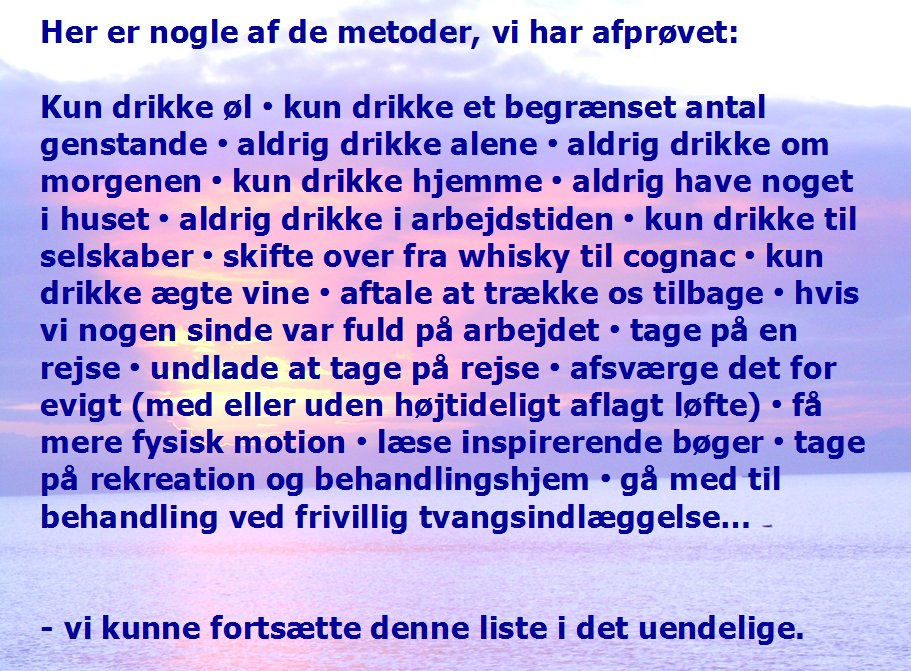 Her er nogle af de metoder, vi har afprøvet:
Kun drikke øl • kun drikke et begrænset antal
genstande • aldrig drikke alene • aldrig drikke om
morgenen • kun drikke hjemme • aldrig have noget
i huset • aldrig drikke i arbejdstiden • kun drikke til
selskaber • skifte over fra whisky til cognac • kun
drikke ægte vine • aftale at trække os tilbage • hvis
vi nogen sinde var fuld på arbejdet • tage på en
rejse • undlade at tage på rejse • afsværge det for
evigt (med eller uden højtideligt aflagt løfte) • få
mere fysisk motion • læse inspirerende bøger • tage
på rekreation og behandlingshjem • gå med til
behandling ved frivillig tvangsindlæggelse...
- vi kunne fortsætte denne liste i det uendelige.